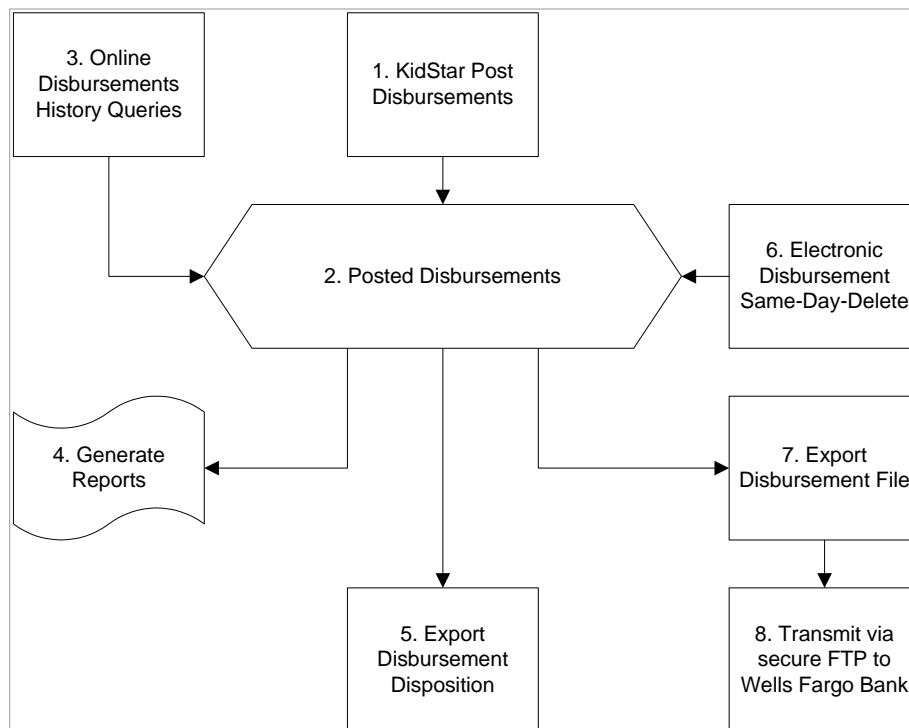 3. Online
Disbursements
History Queries
1. KidStar Post
Disbursements
2. Posted Disbursements
6. Electronic
Disbursement
Same-Day-Delete
4. Generate
Reports
7. Export
Disbursement File
5. Export
Disbursement
Disposition
8. Transmit via
secure FTP to
Wells Fargo Bank